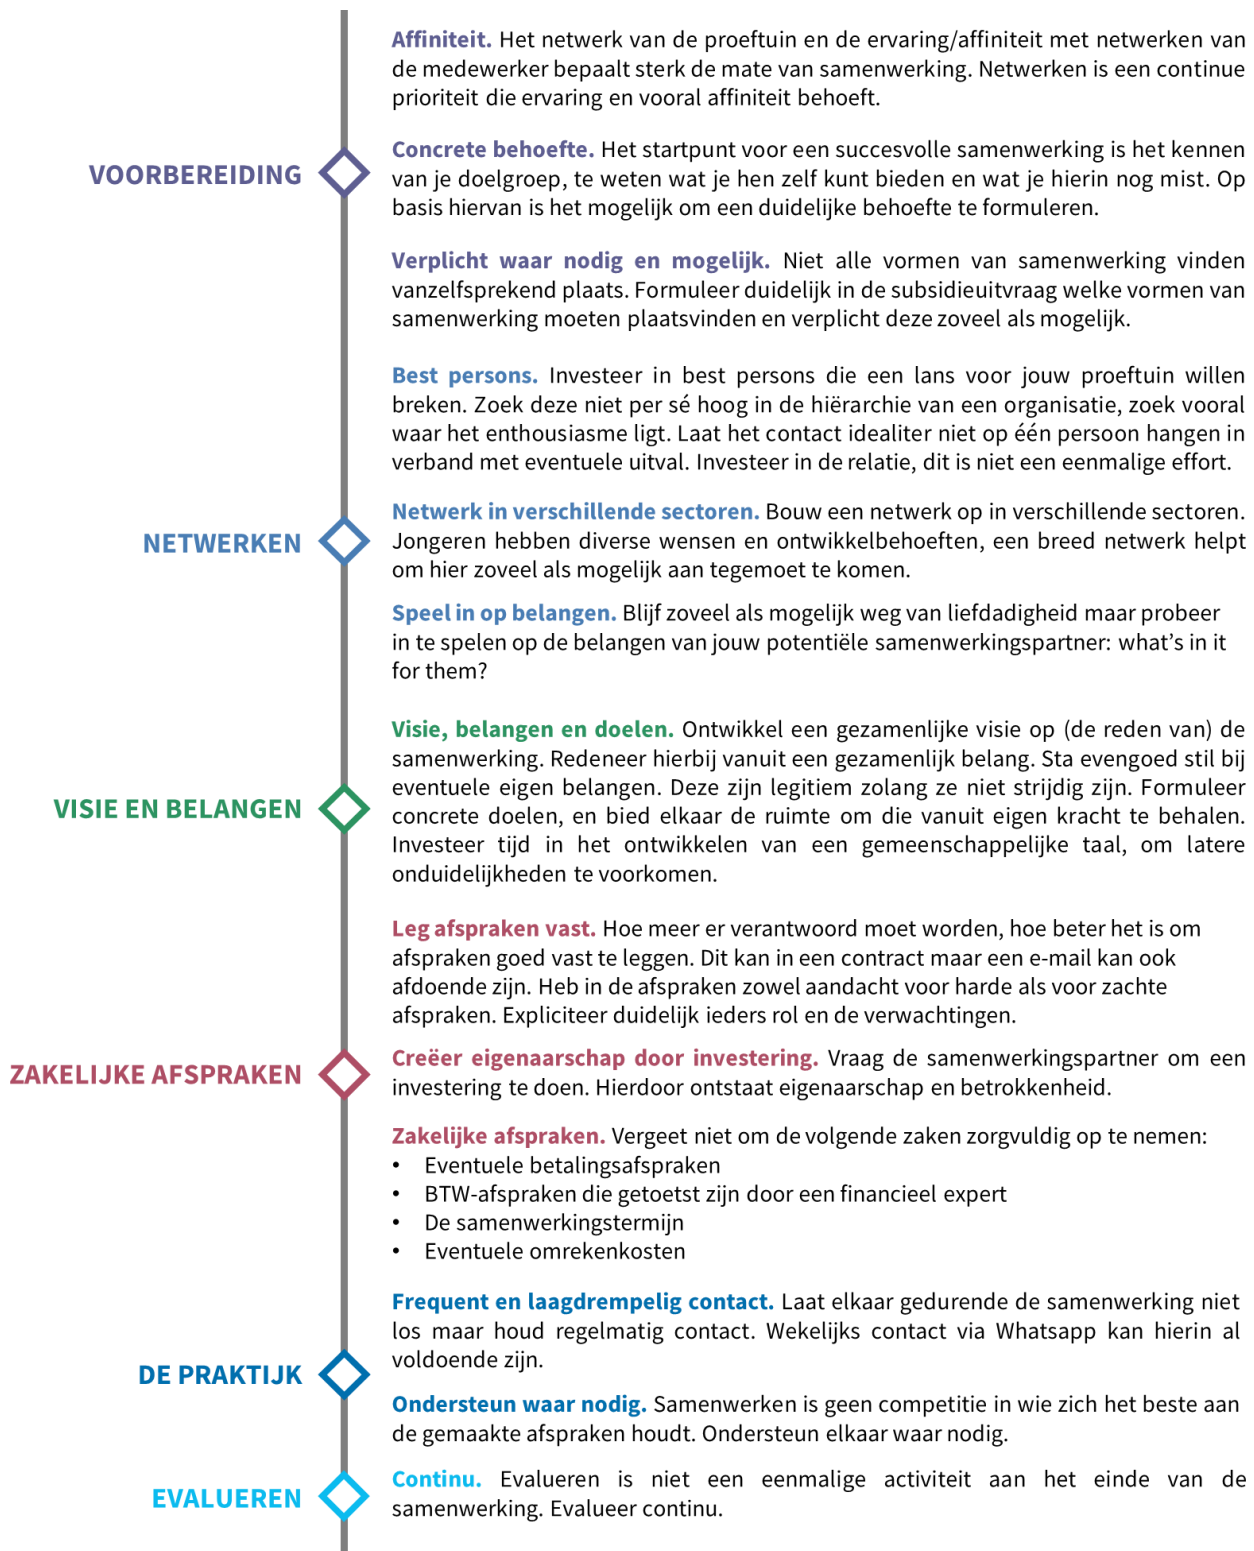 Affiniteit. Het netwerk van de proeftuin en de ervaring/affiniteit met netwerken van
de medewerker bepaalt sterk de mate van samenwerking. Netwerken is een continue
prioriteit die ervaring en vooral affiniteit behoeft.
VOORBEREIDING
Concrete behoefte. Het startpunt voor een succesvolle samenwerking is het kennen
van je doelgroep, te weten wat je hen zelf kunt bieden en wat je hierin nog mist. Op
basis hiervan is het mogelijk om een duidelijke behoefte te formuleren.
Verplicht waar nodig en mogelijk. Niet alle vormen van samenwerking vinden
vanzelfsprekend plaats. Formuleer duidelijk in de subsidieuitvraag welke vormen van
samenwerking moeten plaatsvinden en verplicht deze zoveel als mogelijk.
Best persons. Investeer in best persons die een lans voor jouw proeftuin willen
breken. Zoek deze niet per sé hoog in de hiërarchie van een organisatie, zoek vooral
waar het enthousiasme ligt. Laat het contact idealiter niet op één persoon hangen in
verband met eventuele uitval. Investeer in de relatie, dit is niet een eenmalige effort.
NETWERKEN
Netwerk in verschillende sectoren. Bouw een netwerk op in verschillende sectoren.
Jongeren hebben diverse wensen en ontwikkelbehoeften, een breed netwerk helpt
om hier zoveel als mogelijk aan tegemoet te komen.
Speel in op belangen. Blijf zoveel als mogelijk weg van liefdadigheid maar probeer
in te spelen op de belangen van jouw potentiële samenwerkingspartner: what’s in it
for them?
Visie, belangen en doelen. Ontwikkel een gezamenlijke visie op (de reden van) de
samenwerking. Redeneer hierbij vanuit een gezamenlijk belang. Sta evengoed stil bij
eventuele eigen belangen. Deze zijn legitiem zolang ze niet strijdig zijn. Formuleer
VISIE EN BELANGEN
concrete doelen, en bied elkaar de ruimte om die vanuit eigen kracht te behalen.
Investeer tijd in het ontwikkelen van een gemeenschappelijke taal, om latere
onduidelijkheden te voorkomen.
Leg afspraken vast. Hoe meer er verantwoord moet worden, hoe beter het is om
afspraken goed vast te leggen. Dit kan in een contract maar een e-mail kan ook
afdoende zijn. Heb in de afspraken zowel aandacht voor harde als voor zachte
afspraken. Expliciteer duidelijk ieders rol en de verwachtingen.
ZAKELIJKE AFSPRAKEN
Creëer eigenaarschap door investering. Vraag de samenwerkingspartner om een
investering te doen. Hierdoor ontstaat eigenaarschap en betrokkenheid.
Zakelijke afspraken. Vergeet niet om de volgende zaken zorgvuldig op te nemen:
• Eventuele betalingsafspraken
• BTW-afspraken die getoetst zijn door een financieel expert
• De samenwerkingstermijn
• Eventuele omrekenkosten
Frequent en laagdrempelig contact. Laat elkaar gedurende de samenwerking niet
los maar houd regelmatig contact. Wekelijks contact via Whatsapp kan hierin al
voldoende zijn.
DE PRAKTIJK
Ondersteun waar nodig. Samenwerken is geen competitie in wie zich het beste aan
de gemaakte afspraken houdt. Ondersteun elkaar waar nodig.
EVALUEREN
Continu. Evalueren is niet een eenmalige activiteit aan het einde van de
samenwerking. Evalueer continu.